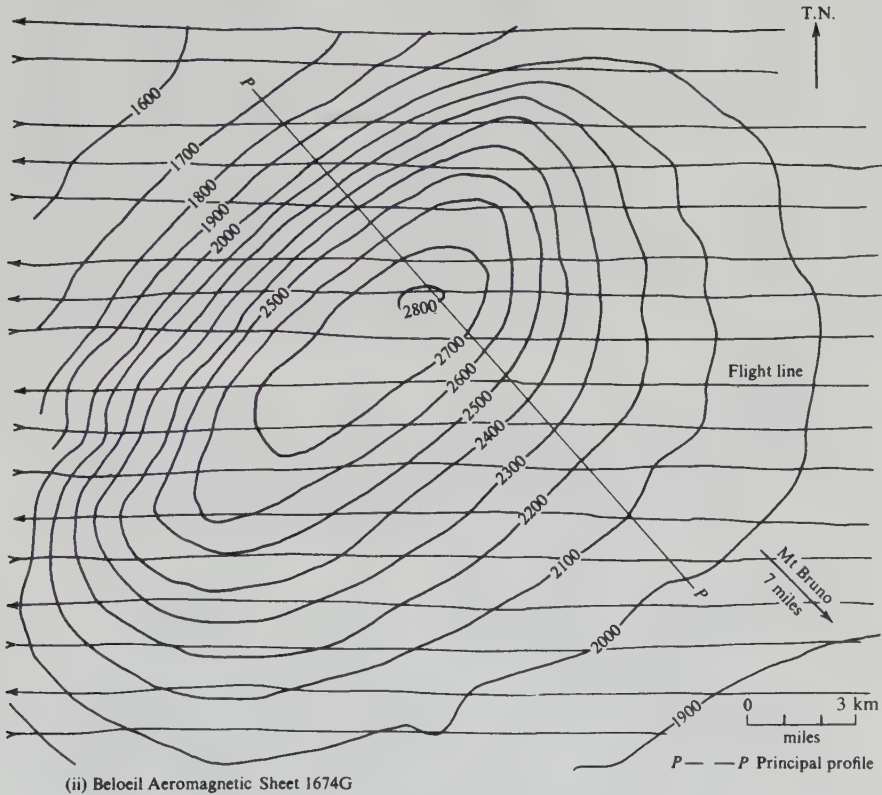 T.N.
P
1600
1700
1800
1900
2000
2500
2800
2700
2600
2500
2400
2300
2200
2100
2000
1900
Flight line
Mt Bruno
7 miles
P
0 3 km
miles
P— —P Principal profile
(ii) Beloeil Aeromagnetic Sheet 1674G